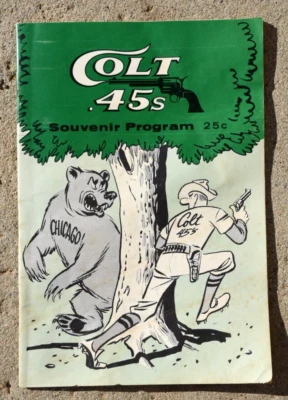 COLT
.45s
Souvenir Program 25¢
CHICAGO!
Colt
45's